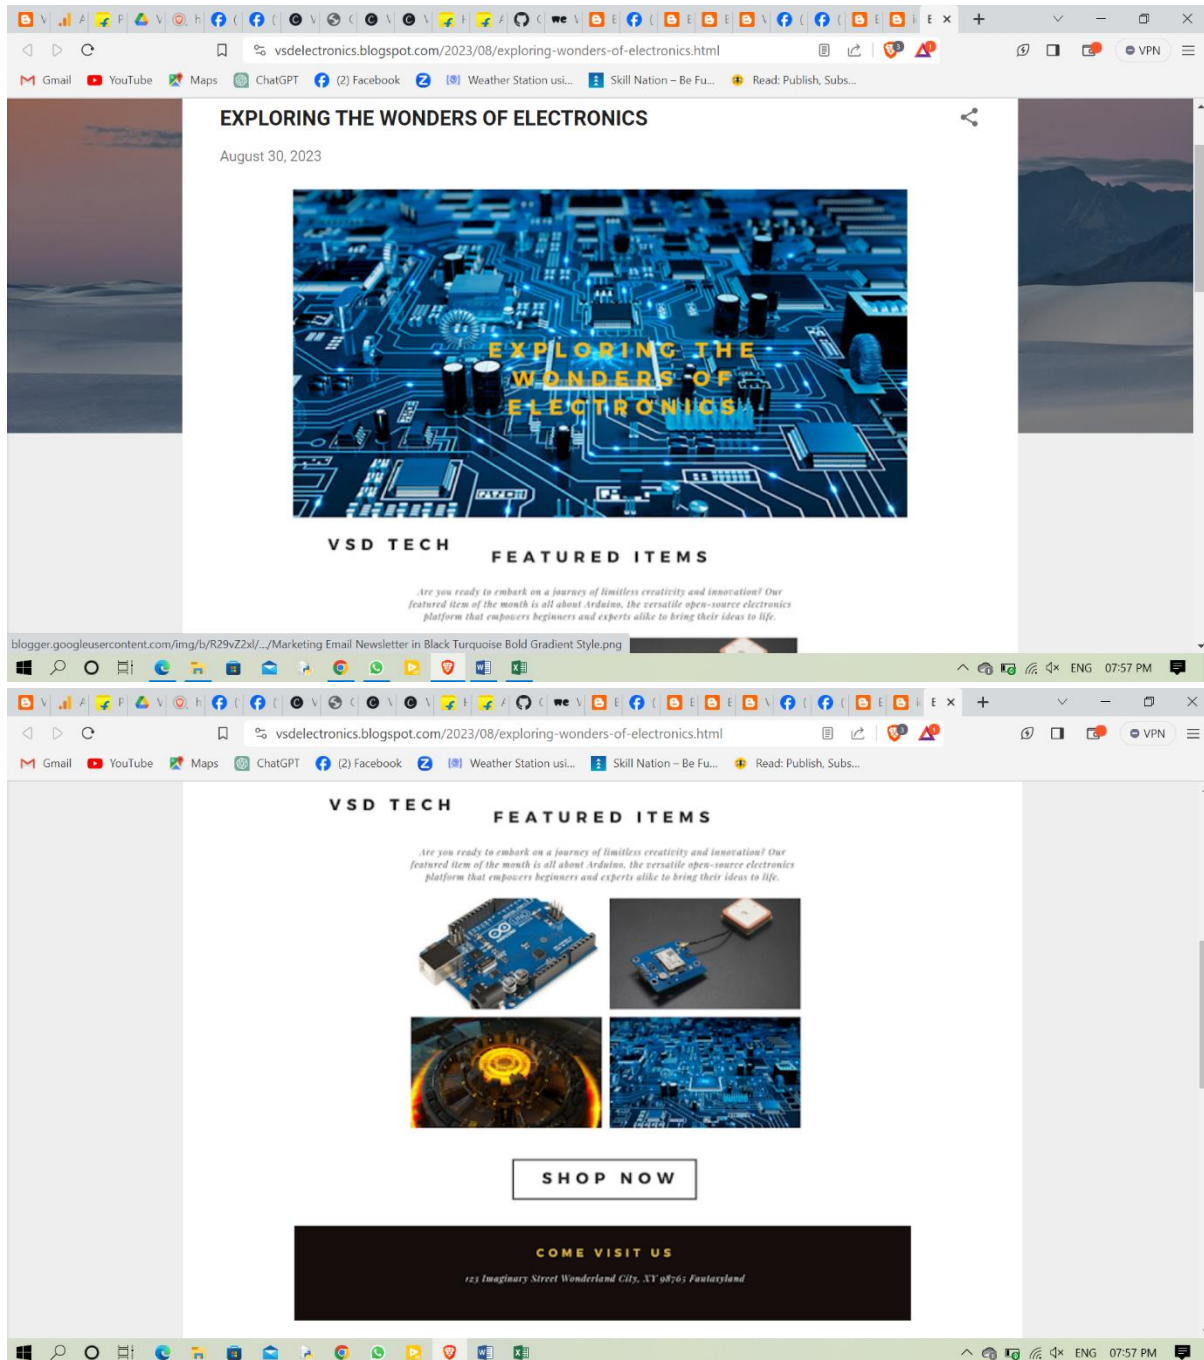 vsdelectronics.blogspot.com/2023/08/exploring-wonders-of-electronics.html
VPN
Gmail YouTube Maps ChatGPT (2) Facebook Weather Station usi... Skill Nation – Be Fu... Read: Publish, Subs...
EXPLORING THE WONDERS OF ELECTRONICS
August 30, 2023
EXPLORING THE
WONDERS OF
ELECTRONICS
VSD TECH
FEATURED ITEMS
Are you ready to embark on a journey of limitless creativity and innovation? Our
featured item of the month is all about Arduino, the versatile open-source electronics
platform that empowers beginners and experts alike to bring their ideas to life.
blogger.googleusercontent.com/img/b/R29vZ2xl/.../Marketing Email Newsletter in Black Turquoise Bold Gradient Style.png
ENG 07:57 PM
vsdelectronics.blogspot.com/2023/08/exploring-wonders-of-electronics.html
VPN
Gmail YouTube Maps ChatGPT (2) Facebook Weather Station usi... Skill Nation – Be Fu... Read: Publish, Subs...
VSD TECH
FEATURED ITEMS
Are you ready to embark on a journey of limitless creativity and innovation? Our
featured item of the month is all about Arduino, the versatile open-source electronics
platform that empowers beginners and experts alike to bring their ideas to life.
UNO
ARDUINO
SHOP NOW
COME VISIT US
123 Imaginary Street Wonderland City, XY 98765 Fantasyland
ENG 07:57 PM